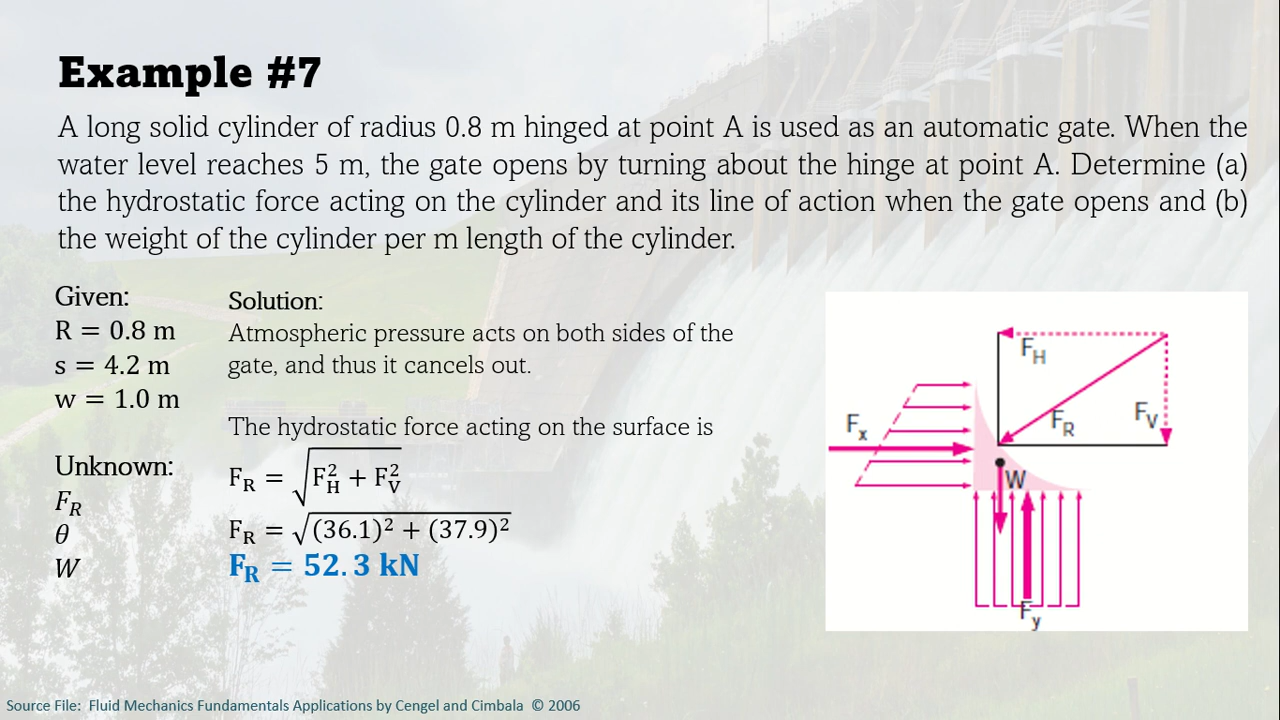 Example #7
A long solid cylinder of radius 0.8 m hinged at point A is used as an automatic gate. When the
water level reaches 5 m, the gate opens by turning about the hinge at point A. Determine (a)
the hydrostatic force acting on the cylinder and its line of action when the gate opens and (b)
the weight of the cylinder per m length of the cylinder.
Given:
R = 0.8 m
s = 4.2 m
w = 1.0 m
Unknown:
F_R
θ
W
Solution:
Atmospheric pressure acts on both sides of the
gate, and thus it cancels out.
The hydrostatic force acting on the surface is
F_R = √(F_H^2 + F_V^2)
F_R = √((36.1)² + (37.9)²)
F_R = 52.3 kN
F_H
F_x
F_R
F_V
W
F_y
Source File: Fluid Mechanics Fundamentals Applications by Cengel and Cimbala © 2006